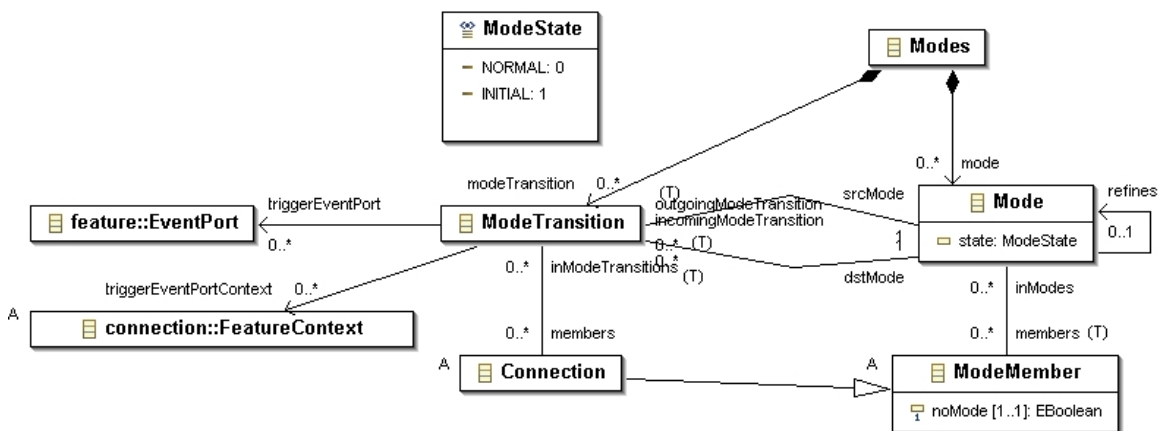 ModeState
NORMAL: 0
INITIAL: 1
Modes
0..* mode
modeTransition 0..*
(T)
outgoingModeTransition
srcMode
refines
triggerEventPort
feature::EventPort
0..*
ModeTransition
incomingModeTransition
0..* (T)
0..*
(T)
1
1
Mode
state: ModeState
0..1
0..* inModeTransitions
dstMode
triggerEventPortContext 0..*
A
connection::FeatureContext
0..* inModes
0..* members
0..* members (T)
A
Connection
A
ModeMember
1
noMode [1..1]: EBoolean